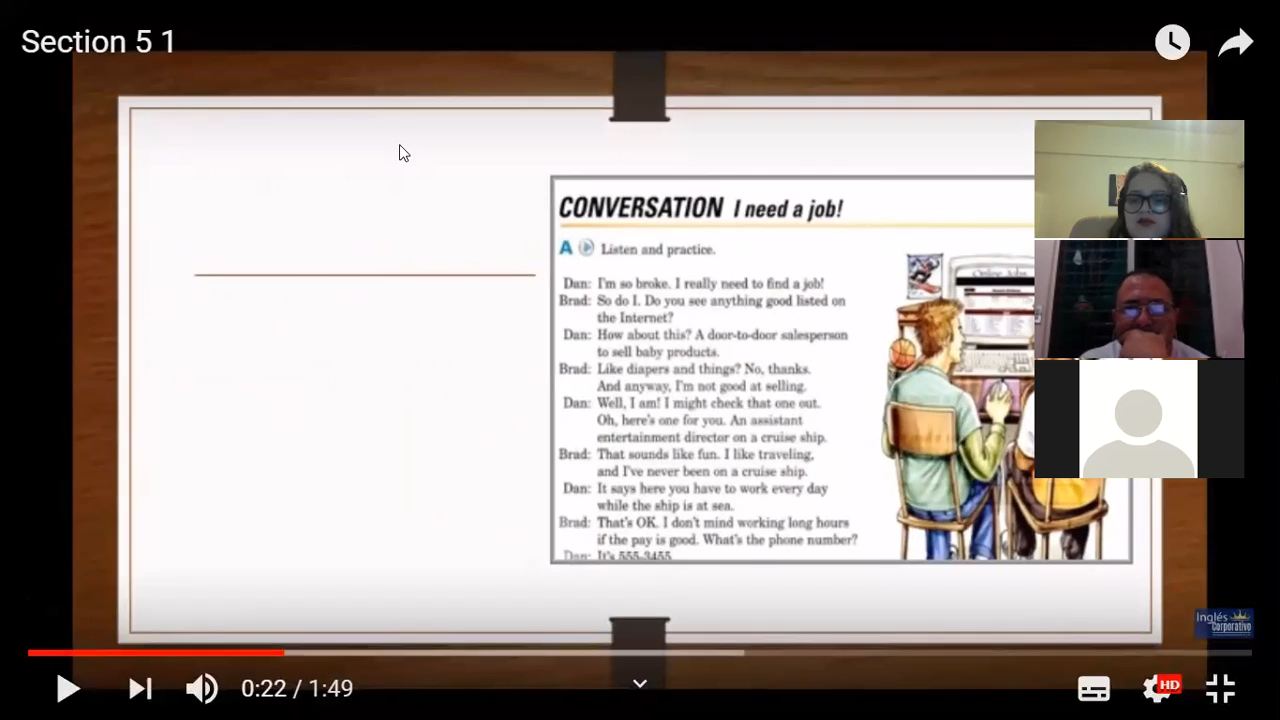 Section 5 1
CONVERSATION I need a job!
A Listen and practice.
Dan: I'm so broke. I really need to find a job!
Brad: So do I. Do you see anything good listed on
the Internet?
Dan: How about this? A door-to-door salesperson
to sell baby products.
Brad: Like diapers and things? No, thanks.
And anyway, I'm not good at selling.
Dan: Well, I am! I might check that one out.
Oh, here's one for you. An assistant
entertainment director on a cruise ship.
Brad: That sounds like fun. I like traveling,
and I've never been on a cruise ship.
Dan: It says here you have to work every day
while the ship is at sea.
Brad: That's OK. I don't mind working long hours
if the pay is good. What's the phone number?
Dan: It's 555-3455
Online Jobs
Inglés
Corporativo
0:22 / 1:49
HD